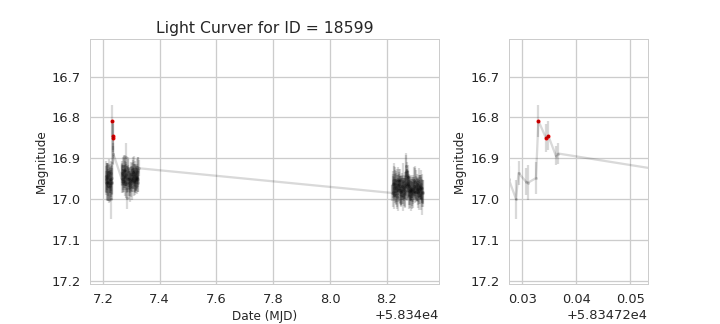 Light Curver for ID = 18599
16.7
16.8
16.9
17.0
17.1
17.2
Magnitude
7.2 7.4 7.6 7.8 8.0 8.2
Date (MJD)
+5.834e4
16.7
16.8
16.9
17.0
17.1
17.2
Magnitude
0.03 0.04 0.05
+5.83472e4